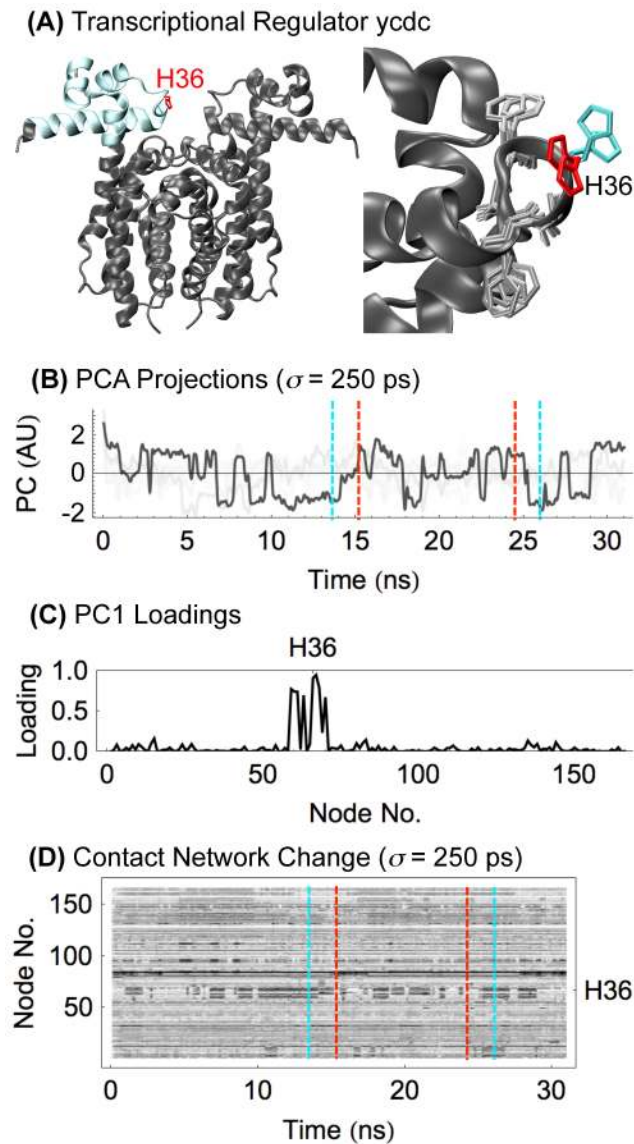 (A) Transcriptional Regulator ycdc
H36
H36
(B) PCA Projections (σ = 250 ps)
PC (AU)
2
0
-2
0 5 10 15 20 25 30
Time (ns)
(C) PC1 Loadings
H36
Loading
1.0
0.5
0.0
0 50 100 150
Node No.
(D) Contact Network Change (σ = 250 ps)
Node No.
150
100
50
H36
0 10 20 30
Time (ns)